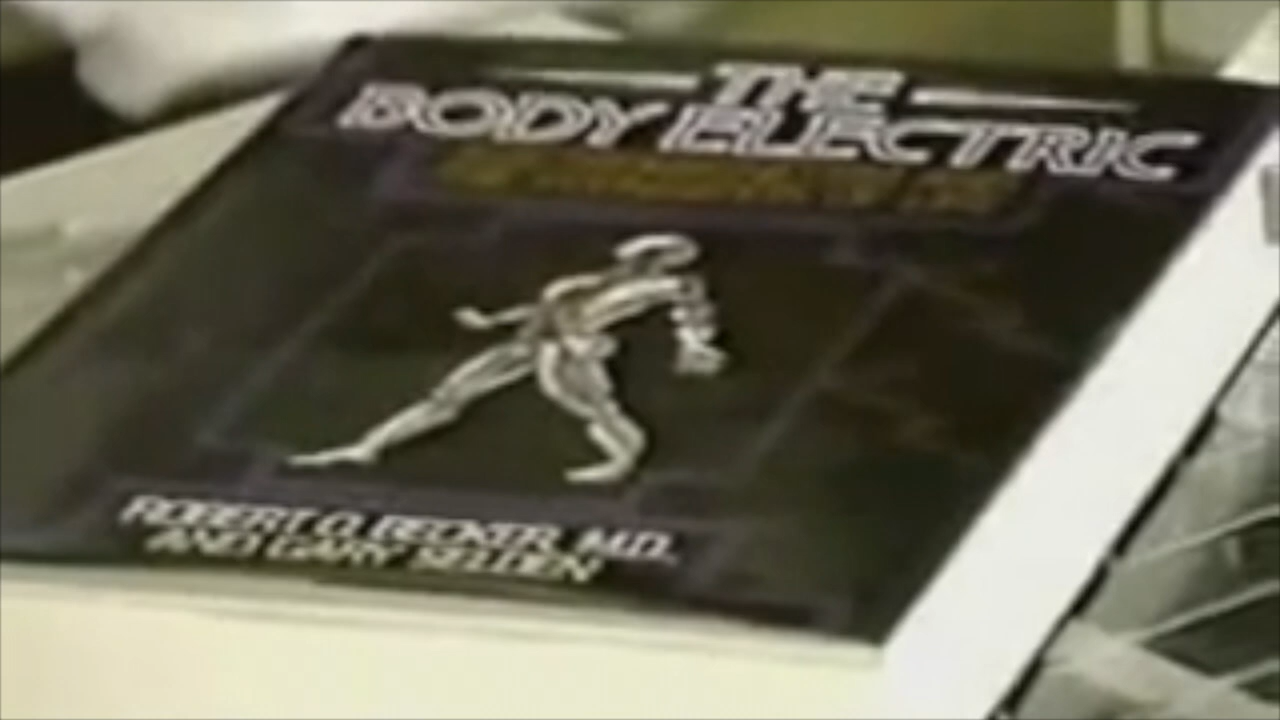 THE
BODY ELECTRIC
ROBERT O. BECKER, M.D.
AND GARY SELDEN